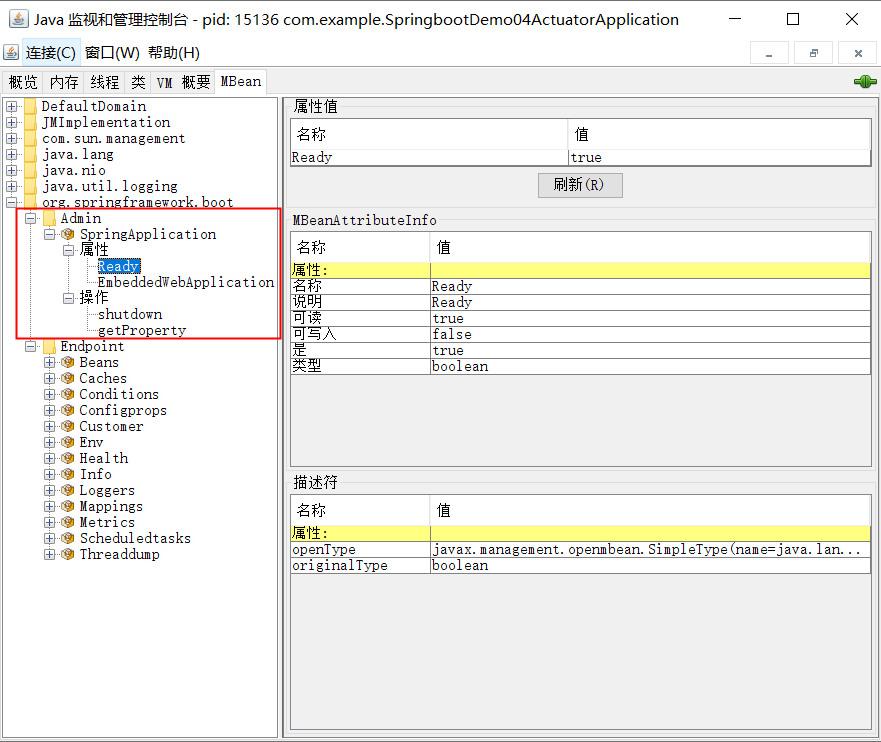 Java 监视和管理控制台 - pid: 15136 com.example.SpringbootDemo04ActuatorApplication
连接(C) 窗口(W) 帮助(H)
概览 内存 线程 类 VM 概要 MBean
DefaultDomain
JMImplementation
com.sun.management
java.lang
java.nio
java.util.logging
org.springframework.boot
Admin
SpringApplication
属性
Ready
EmbeddedWebApplication
操作
shutdown
getProperty
Endpoint
Beans
Caches
Conditions
Configprops
Customer
Env
Health
Info
Loggers
Mappings
Metrics
Scheduledtasks
Threaddump
属性值
名称 值
Ready true
刷新(R)
MBeanAttributeInfo
名称 值
属性:
名称 Ready
说明 Ready
可读 true
可写入 false
是 true
类型 boolean
描述符
名称 值
属性:
openType javax.management.openmbean.SimpleType(name=java.lan...
originalType boolean